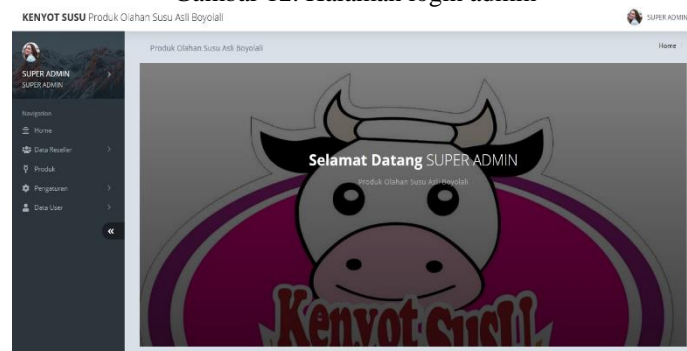 Gambar 12. Halaman login admin
KENYOT SUSU Produk Olahan Susu Asli Boyolali
SUPER ADMIN
SUPER ADMIN
SUPER ADMIN
Navigation
Home
Data Reseller
Produk
Pengaturan
Data User
Produk Olahan Susu Asli Boyolali
Home
Selamat Datang SUPER ADMIN
Produk Olahan Susu Asli Boyolali
Kenyot SusU